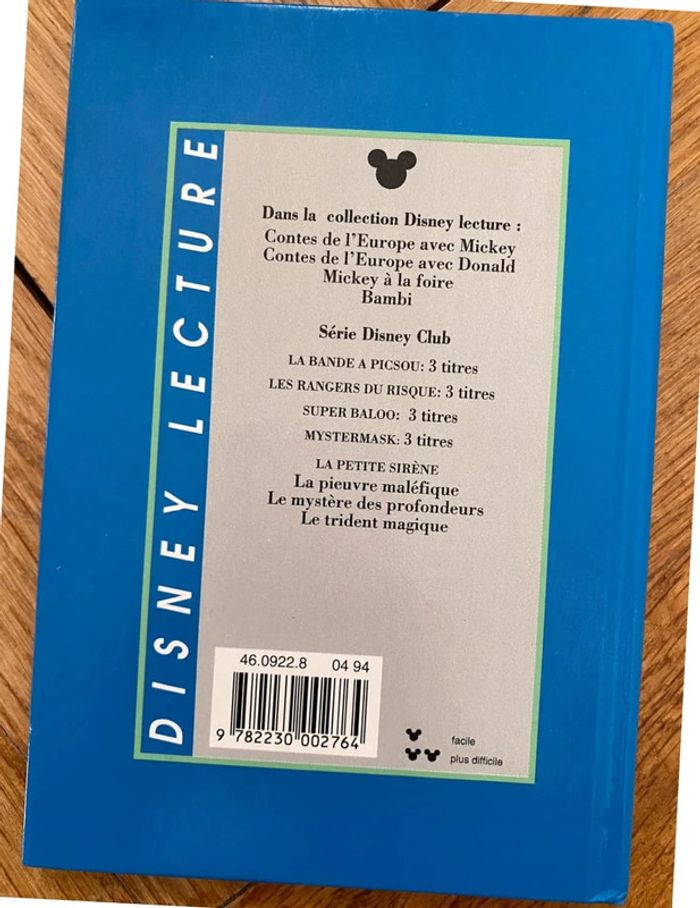 DISNEY LECTURE
Dans la collection Disney lecture :
Contes de l'Europe avec Mickey
Contes de l'Europe avec Donald
Mickey à la foire
Bambi
Série Disney Club
LA BANDE A PICSOU: 3 titres
LES RANGERS DU RISQUE: 3 titres
SUPER BALOO: 3 titres
MYSTERMASK: 3 titres
LA PETITE SIRÈNE
La pieuvre maléfique
Le mystère des profondeurs
Le trident magique
46.0922.8 04 94
9 782230 002764
facile
plus difficile